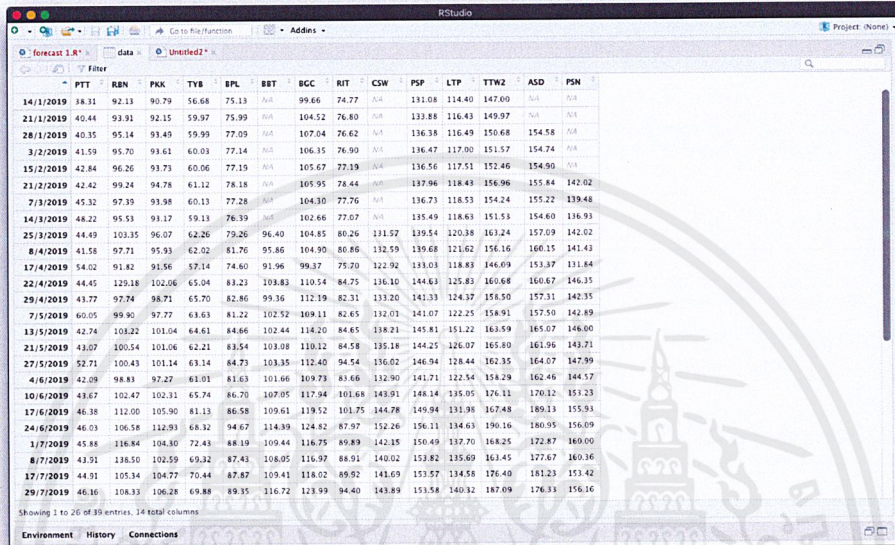 RStudio
Go to file/function Addins Project: (None)
forecast 1.R* data Untitled2*
Filter
PTT RBN PKK TYB BPL BBT BGC RIT CSW PSP LTP TTW2 ASD PSN
14/1/2019 38.31 92.13 90.79 56.68 75.13 NA 99.66 74.77 NA 131.08 114.40 147.00 NA NA
21/1/2019 40.44 93.91 92.15 59.97 75.99 NA 104.52 76.80 NA 133.88 116.43 149.97 NA NA
28/1/2019 40.35 95.14 93.49 59.99 77.09 NA 107.04 76.62 NA 136.38 116.49 150.68 154.58 NA
3/2/2019 41.59 95.70 93.61 60.03 77.14 NA 106.35 76.90 NA 136.47 117.00 151.57 154.74 NA
15/2/2019 42.84 96.26 93.73 60.06 77.19 NA 105.67 77.19 NA 136.56 117.51 152.46 154.90 NA
21/2/2019 42.42 99.24 94.78 61.12 78.18 NA 105.95 78.44 NA 137.96 118.43 156.96 155.84 142.02
7/3/2019 45.32 97.39 93.98 60.13 77.28 NA 104.30 77.76 NA 136.73 118.53 154.24 155.22 139.48
14/3/2019 48.22 95.53 93.17 59.13 76.39 NA 102.66 77.07 NA 135.49 118.63 151.53 154.60 136.93
25/3/2019 44.49 103.35 96.07 62.26 79.26 96.40 104.85 80.26 131.57 139.54 120.38 163.24 157.09 142.02
8/4/2019 41.58 97.71 95.93 62.02 81.76 95.86 104.90 80.86 132.59 139.68 121.62 156.16 160.15 141.43
17/4/2019 54.02 91.82 91.56 57.14 74.60 91.96 99.37 75.70 122.92 133.03 118.83 146.09 153.37 131.84
22/4/2019 44.45 129.18 102.06 65.04 83.23 103.83 110.54 84.75 136.10 144.63 125.83 160.68 160.67 146.35
29/4/2019 43.77 97.74 98.71 65.70 82.86 99.36 112.19 82.31 133.20 141.33 124.37 158.50 157.31 142.35
7/5/2019 60.05 99.90 97.77 63.63 81.22 102.52 109.11 82.65 132.01 141.07 122.25 158.91 157.50 142.89
13/5/2019 42.74 103.22 101.04 64.61 84.66 102.44 114.20 84.65 138.21 145.81 151.22 163.59 165.07 146.00
21/5/2019 43.07 100.54 101.06 62.21 83.54 103.08 110.12 84.58 135.18 144.25 126.07 165.80 161.96 143.71
27/5/2019 52.71 100.43 101.14 63.14 84.73 103.35 112.40 94.54 136.02 146.94 128.44 162.35 164.07 147.99
4/6/2019 42.09 98.83 97.27 61.01 81.63 101.66 109.73 83.66 132.90 141.71 122.54 158.29 162.46 144.57
10/6/2019 43.67 102.47 102.31 65.74 86.70 107.05 117.94 101.68 143.91 148.14 135.05 176.11 170.12 153.23
17/6/2019 46.38 112.00 105.90 81.13 86.58 109.61 119.52 101.75 144.78 149.94 131.98 167.48 189.13 155.93
24/6/2019 46.03 106.58 112.93 68.32 94.67 114.39 124.82 87.97 152.26 156.11 134.63 190.16 180.95 156.09
1/7/2019 45.88 116.84 104.30 72.43 88.19 109.44 116.75 89.89 142.15 150.49 137.70 168.25 172.87 160.00
8/7/2019 43.91 138.50 102.59 69.32 87.43 108.05 116.97 88.91 140.02 153.82 135.69 163.45 177.67 160.36
17/7/2019 44.91 105.34 104.77 70.44 87.87 109.41 118.02 89.92 141.69 153.57 134.58 176.40 181.23 153.42
29/7/2019 46.16 108.33 106.28 69.88 89.35 116.72 123.99 94.40 143.89 153.58 140.32 187.09 176.33 156.16
Showing 1 to 26 of 39 entries, 14 total columns
Environment History Connections